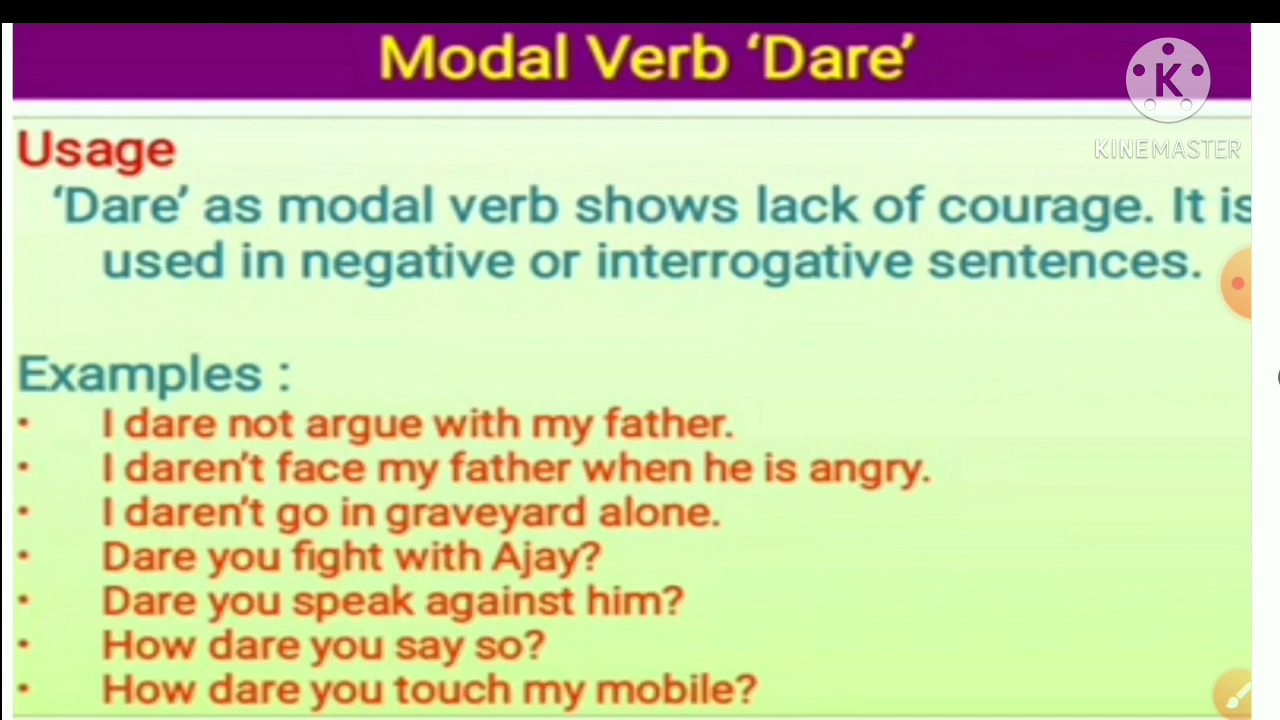 Modal Verb ‘Dare’
K
KINEMASTER
Usage
‘Dare’ as modal verb shows lack of courage. It is
used in negative or interrogative sentences.
Examples :
• I dare not argue with my father.
• I daren’t face my father when he is angry.
• I daren’t go in graveyard alone.
• Dare you fight with Ajay?
• Dare you speak against him?
• How dare you say so?
• How dare you touch my mobile?